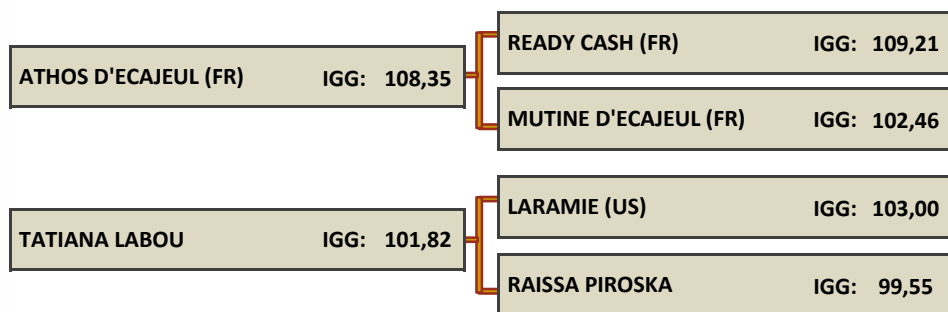 READY CASH (FR) IGG: 109,21
ATHOS D'ECAJEUL (FR) IGG: 108,35
MUTINE D'ECAJEUL (FR) IGG: 102,46
LARAMIE (US) IGG: 103,00
TATIANA LABOU IGG: 101,82
RAISSA PIROSKA IGG: 99,55